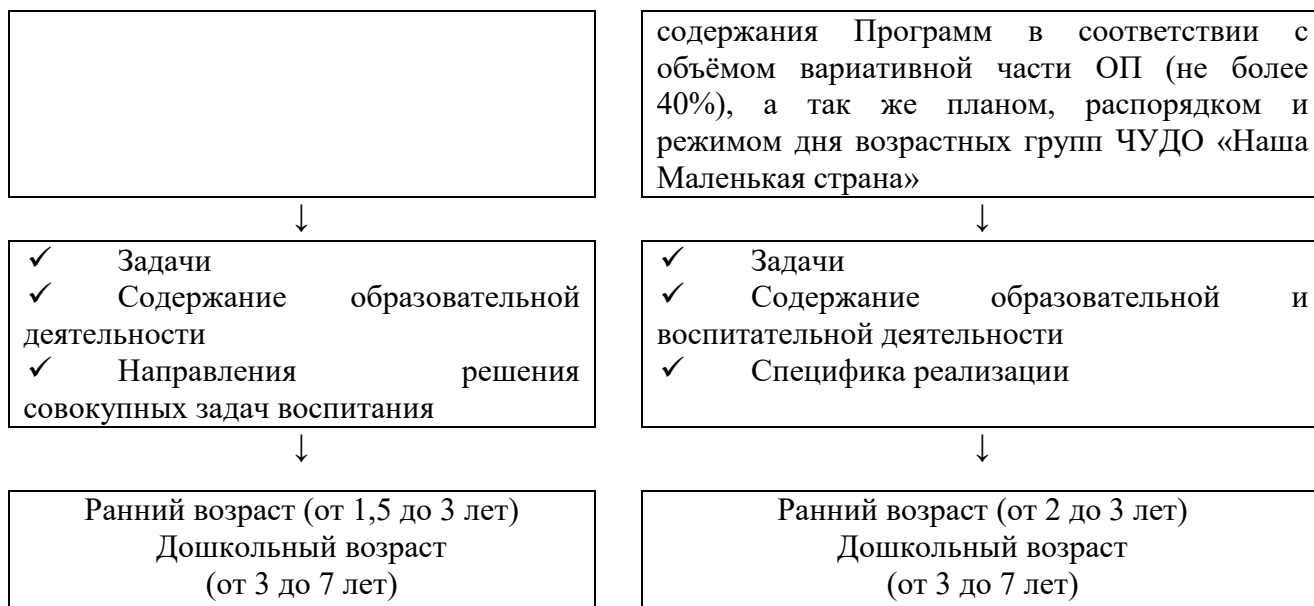 содержания Программ в соответствии с
объёмом вариативной части ОП (не более
40%), а так же планом, распорядком и
режимом дня возрастных групп ЧУДО «Наша
Маленькая страна»
↓
↓
✓ Задачи
✓ Содержание образовательной
деятельности
✓ Направления решения
совокупных задач воспитания
✓ Задачи
✓ Содержание образовательной и
воспитательной деятельности
✓ Специфика реализации
↓
↓
Ранний возраст (от 1,5 до 3 лет)
Дошкольный возраст
(от 3 до 7 лет)
Ранний возраст (от 2 до 3 лет)
Дошкольный возраст
(от 3 до 7 лет)